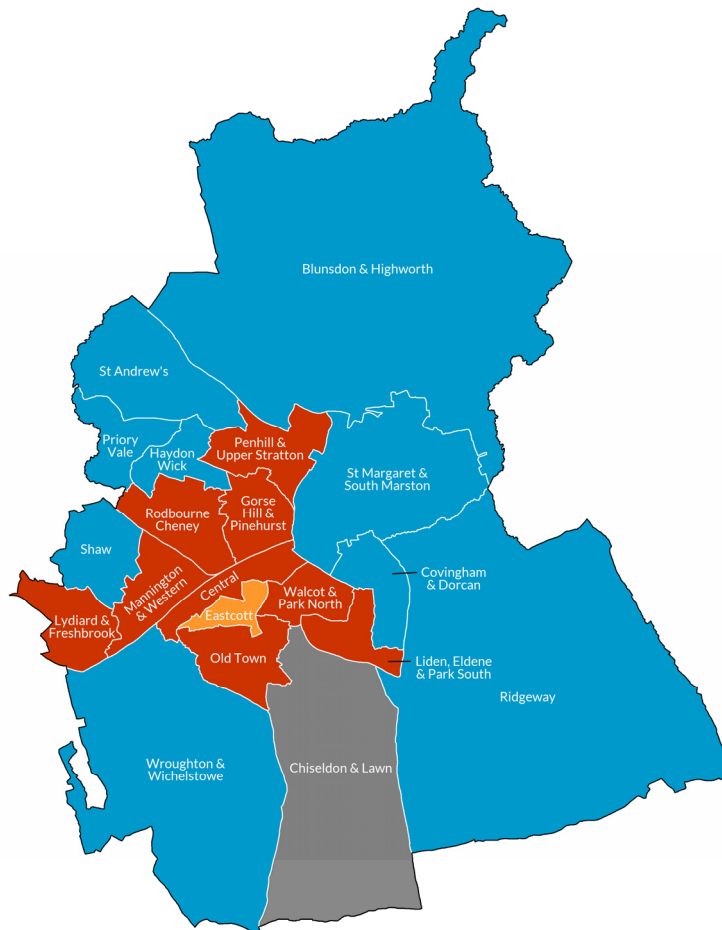 Blunsdon & Highworth
St Andrew's
Priory
Vale
Haydon
Wick
Penhill &
Upper Stratton
St Margaret &
South Marston
Rodbourne
Cheney
Gorse
Hill &
Pinehurst
Shaw
Mannington
& Western
Central
Covingham
& Dorcan
Walcot &
Park North
Eastcott
Lydiard &
Freshbrook
Old Town
Liden, Eldene
& Park South
Ridgeway
Wroughton &
Wichelstowe
Chiseldon & Lawn